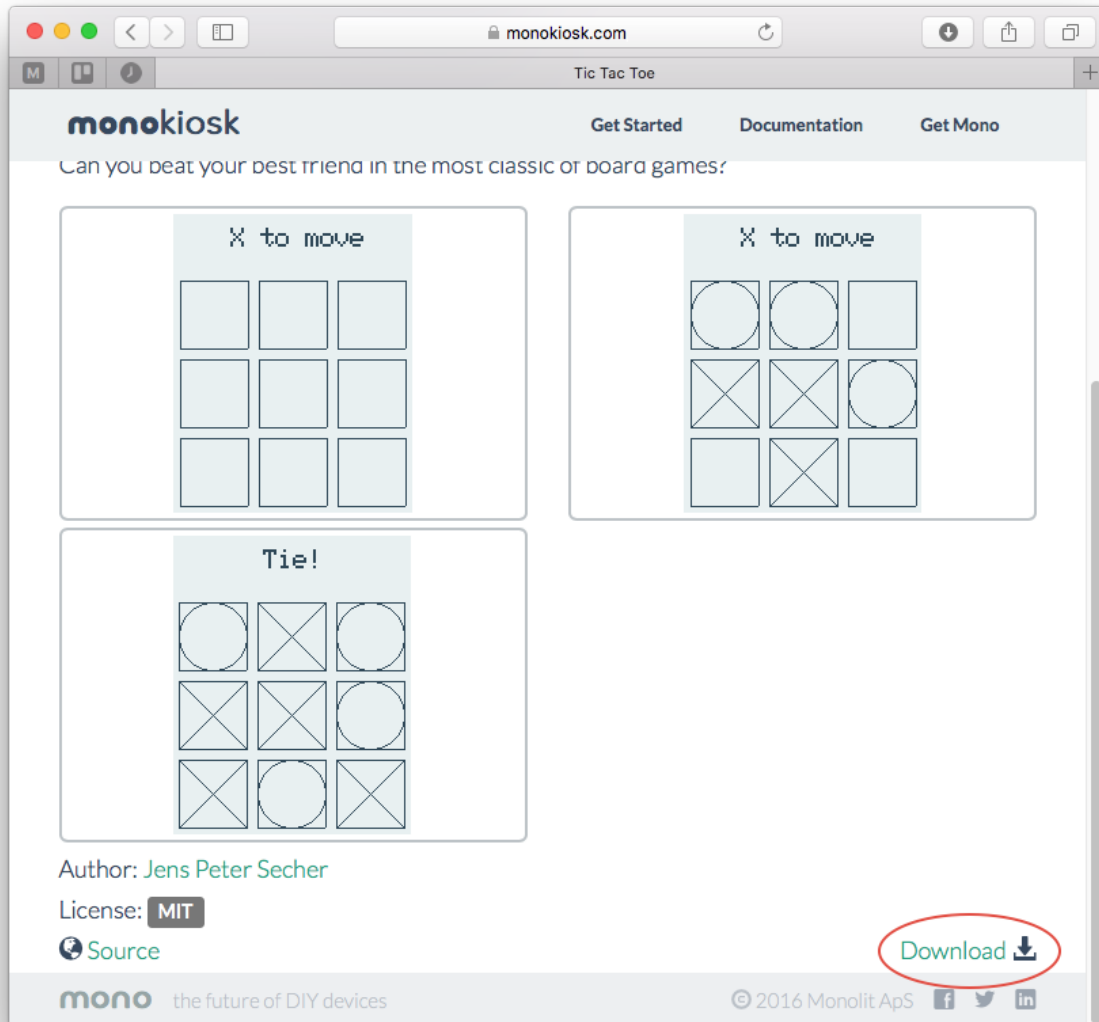 monokiosk.com
M
Tic Tac Toe
monokiosk Get Started Documentation Get Mono
Can you beat your best friend in the most classic of board games?
X to move
X to move
Tie!
Author: Jens Peter Secher
License: MIT
Source
Download
mono the future of DIY devices © 2016 Monolit ApS f in